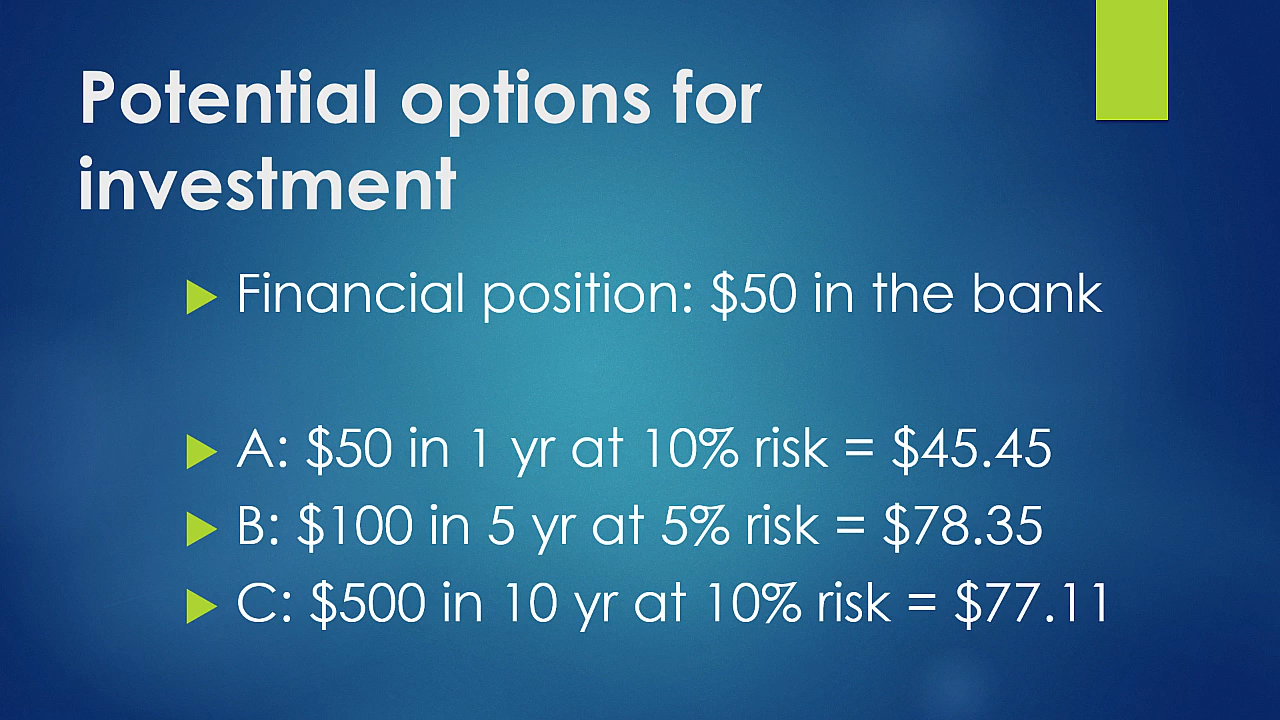 Potential options for
investment
Financial position: $50 in the bank
A: $50 in 1 yr at 10% risk = $45.45
B: $100 in 5 yr at 5% risk = $78.35
C: $500 in 10 yr at 10% risk = $77.11